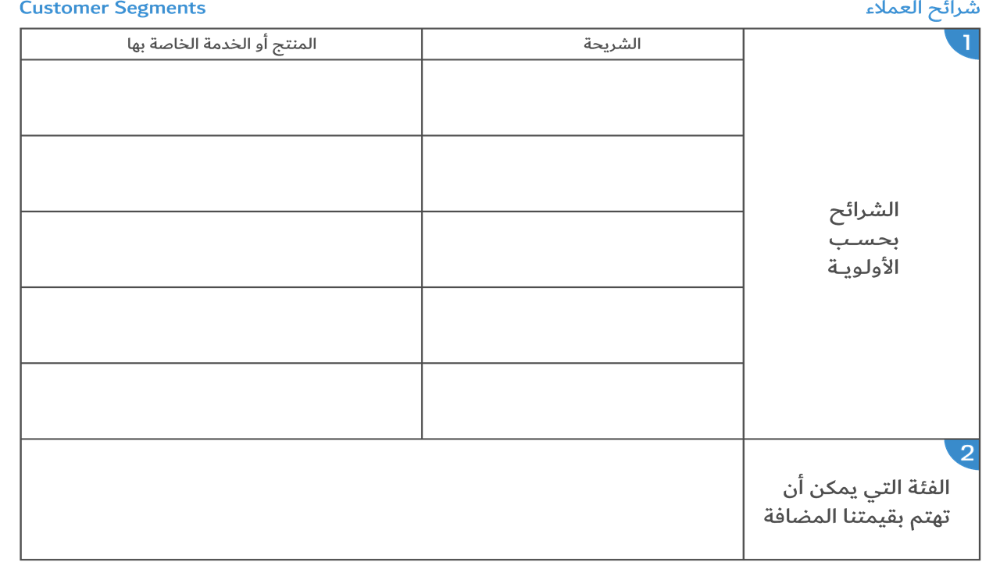 شرائح العملاء
Customer Segments
1
الشريحة
المنتج أو الخدمة الخاصة بها
الشرائح
بحسب
الأولوية
2
الفئة التي يمكن أن
تهتم بقيمتنا المضافة